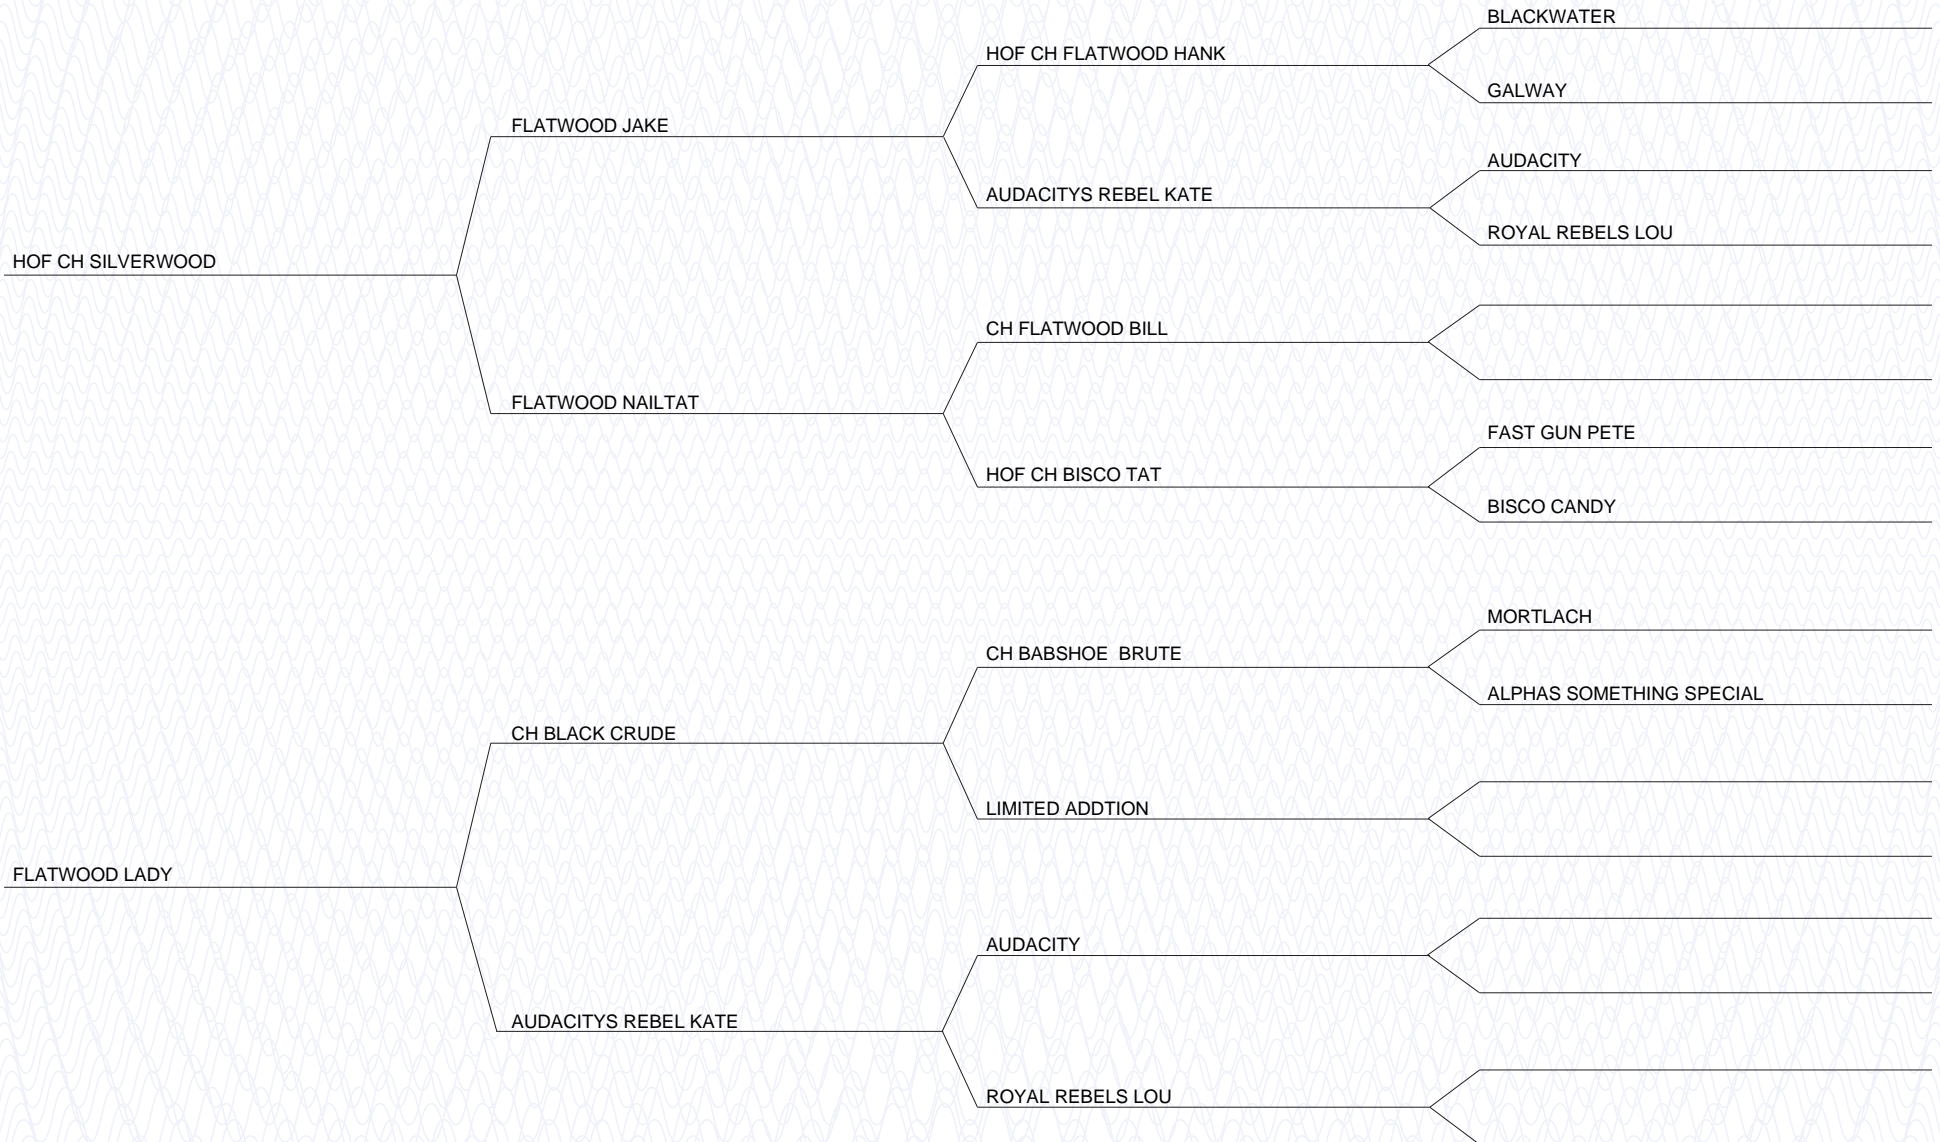 BLACKWATER
HOF CH FLATWOOD HANK
GALWAY
FLATWOOD JAKE
AUDACITY
AUDACITYS REBEL KATE
ROYAL REBELS LOU
HOF CH SILVERWOOD
CH FLATWOOD BILL
FLATWOOD NAILTAT
FAST GUN PETE
HOF CH BISCO TAT
BISCO CANDY
MORTLACH
CH BABSHOE  BRUTE
ALPHAS SOMETHING SPECIAL
CH BLACK CRUDE
LIMITED ADDTION
FLATWOOD LADY
AUDACITY
AUDACITYS REBEL KATE
ROYAL REBELS LOU